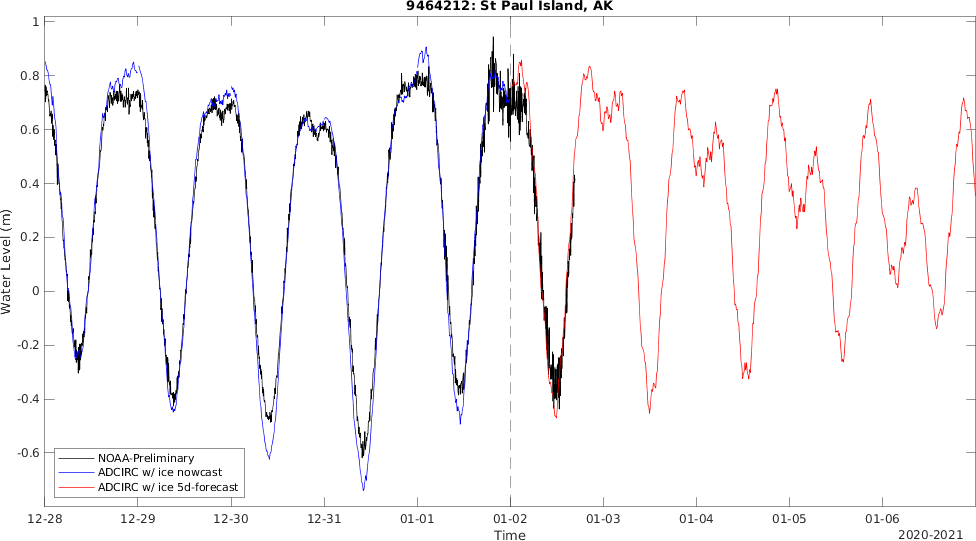 9464212: St Paul Island, AK
1
0.8
0.6
0.4
0.2
0
-0.2
-0.4
-0.6
Water Level (m)
NOAA-Preliminary
ADCIRC w/ ice nowcast
ADCIRC w/ ice 5d-forecast
12-28 12-29 12-30 12-31 01-01 01-02 01-03 01-04 01-05 01-06
Time
2020-2021